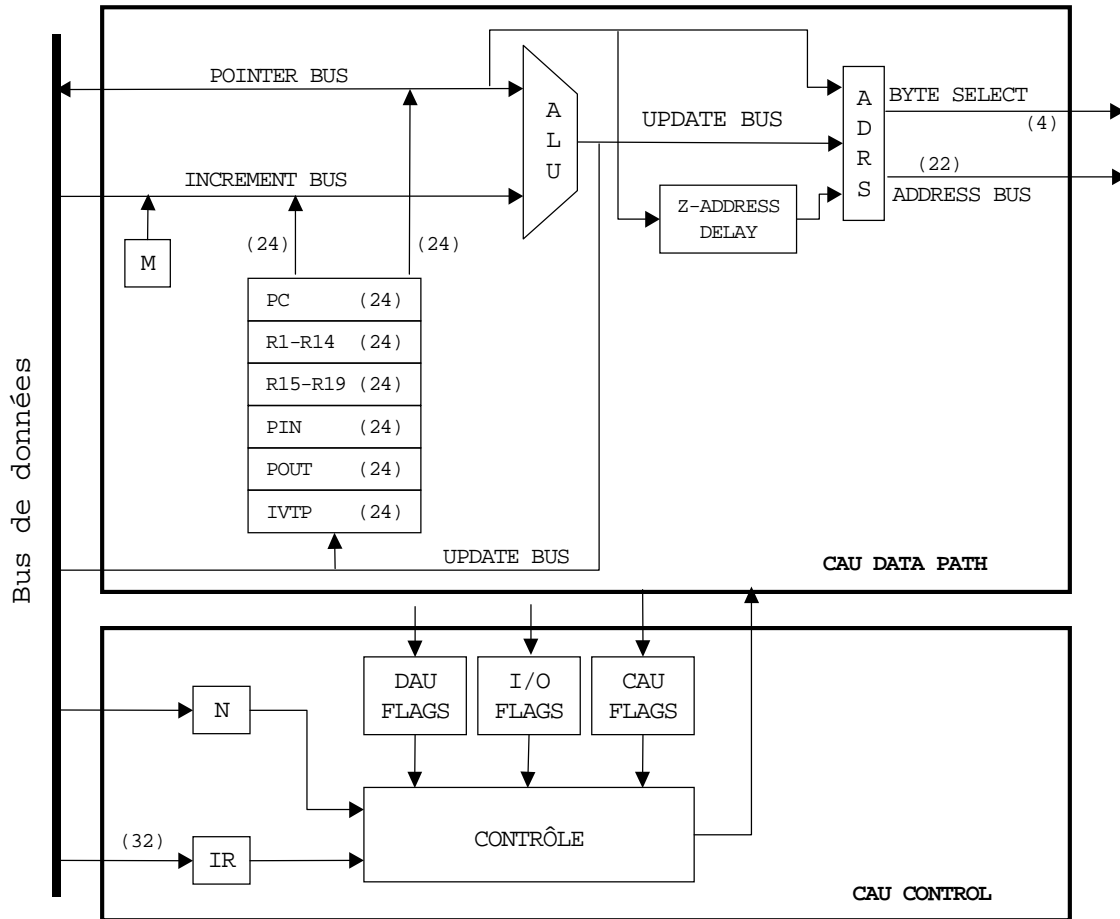 POINTER BUS
INCREMENT BUS
A
L
U
UPDATE BUS
A
D
R
S
BYTE SELECT
(4)
(22)
ADDRESS BUS
Z-ADDRESS
DELAY
M
(24)
(24)
PC (24)
R1-R14 (24)
R15-R19 (24)
PIN (24)
POUT (24)
IVTP (24)
UPDATE BUS
CAU DATA PATH
Bus de données
DAU
FLAGS
I/O
FLAGS
CAU
FLAGS
N
(32)
IR
CONTRÔLE
CAU CONTROL